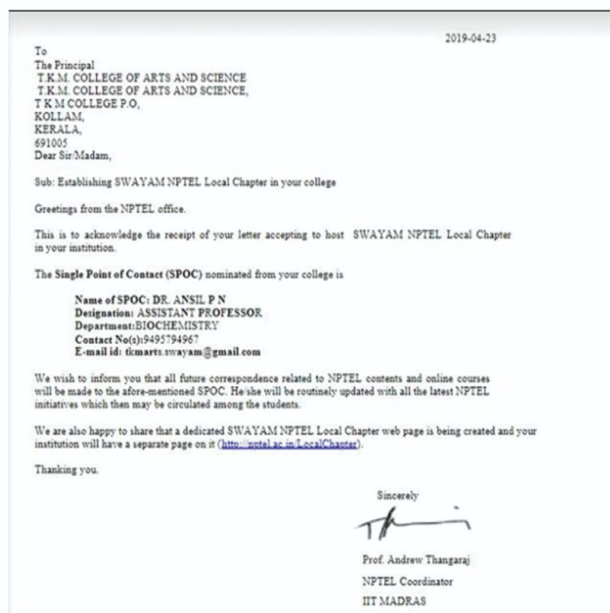 2019-04-23
To
The Principal
T.K.M. COLLEGE OF ARTS AND SCIENCE
T.K.M. COLLEGE OF ARTS AND SCIENCE,
T K M COLLEGE P.O,
KOLLAM,
KERALA,
691005
Dear Sir/Madam,
Sub: Establishing SWAYAM NPTEL Local Chapter in your college
Greetings from the NPTEL office.
This is to acknowledge the receipt of your letter accepting to host SWAYAM NPTEL Local Chapter
in your institution.
The Single Point of Contact (SPOC) nominated from your college is
Name of SPOC: DR. ANSIL P N
Designation: ASSISTANT PROFESSOR
Department:BIOCHEMISTRY
Contact No(s):9495794967
E-mail id: tkmarts.swayam@gmail.com
We wish to inform you that all future correspondence related to NPTEL contents and online courses
will be made to the afore-mentioned SPOC. He/she will be routinely updated with all the latest NPTEL
initiatives which then may be circulated among the students.
We are also happy to share that a dedicated SWAYAM NPTEL Local Chapter web page is being created and your
institution will have a separate page on it (http://nptel.ac.in/LocalChapter).
Thanking you.
Sincerely
Prof. Andrew Thangaraj
NPTEL Coordinator
IIT MADRAS